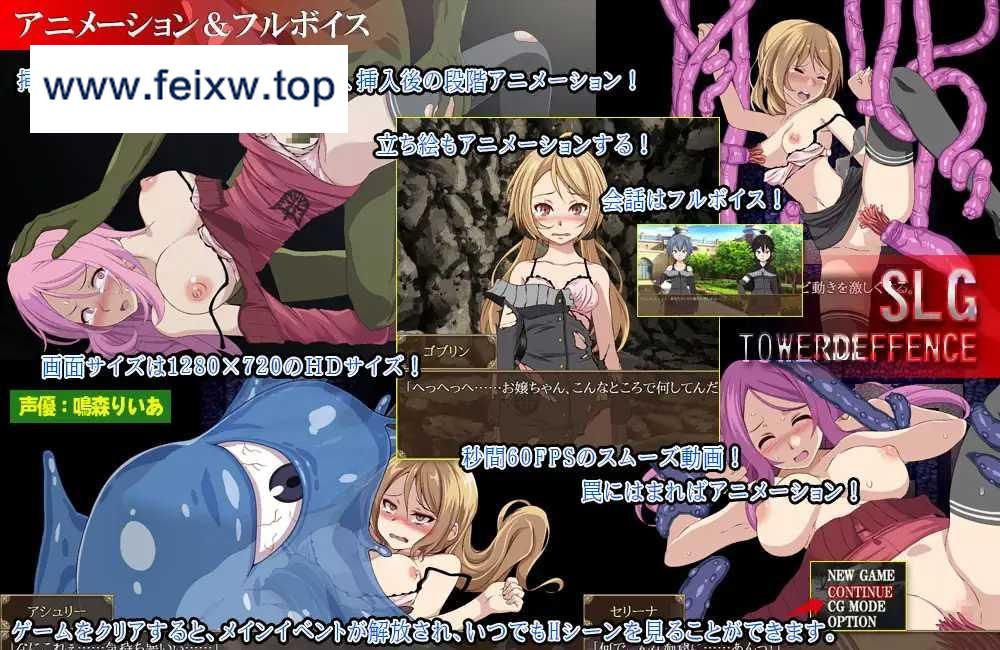 アニメーション＆フルボイス
www.feixw.top
挿入後の段階アニメーション！
立ち絵もアニメーションする！
会話はフルボイス！
ビ動きを激しく
る。
SLG
TOWERDEFFENCE
ゴブリン
「へっへっへ……お嬢ちゃん、こんなところで何してんだ
画面サイズは1280×720のHDサイズ！
声優：鳴森りいあ
秒間60FPSのスムーズ動画！
罠にはまればアニメーション！
NEW GAME
CONTINUE
CG MODE
OPTION
アシュリー
セリーナ
ゲームをクリアすると、メインイベントが解放され、いつでもHシーンを見ることができます。